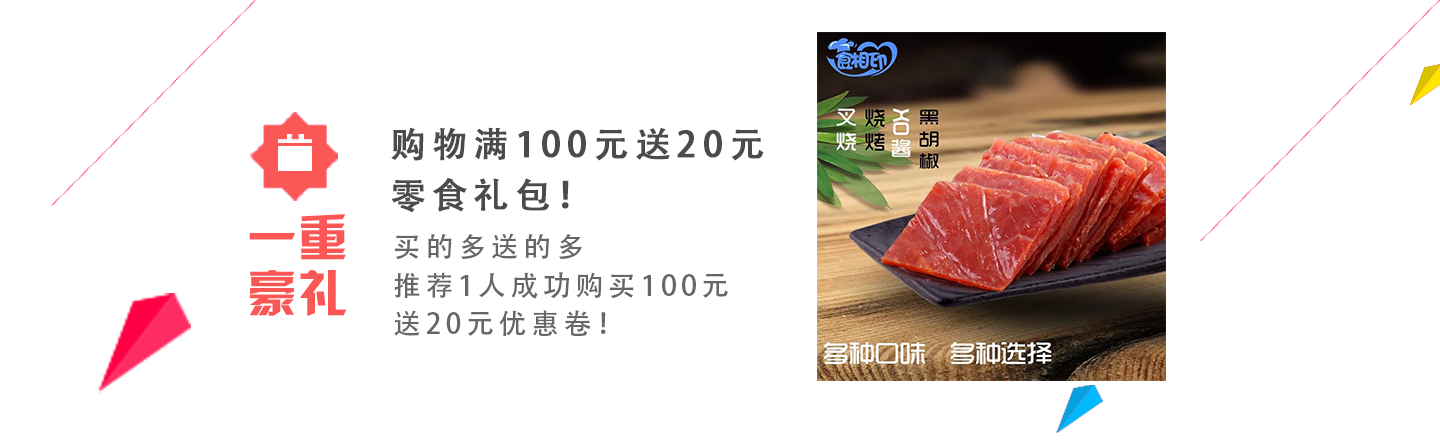 一重
豪礼
购物满100元送20元
零食礼包!
买的多送的多
推荐1人成功购买100元
送20元优惠卷!
食相印
叉烧
烧烤
XO酱
黑胡椒
多种口味 多种选择